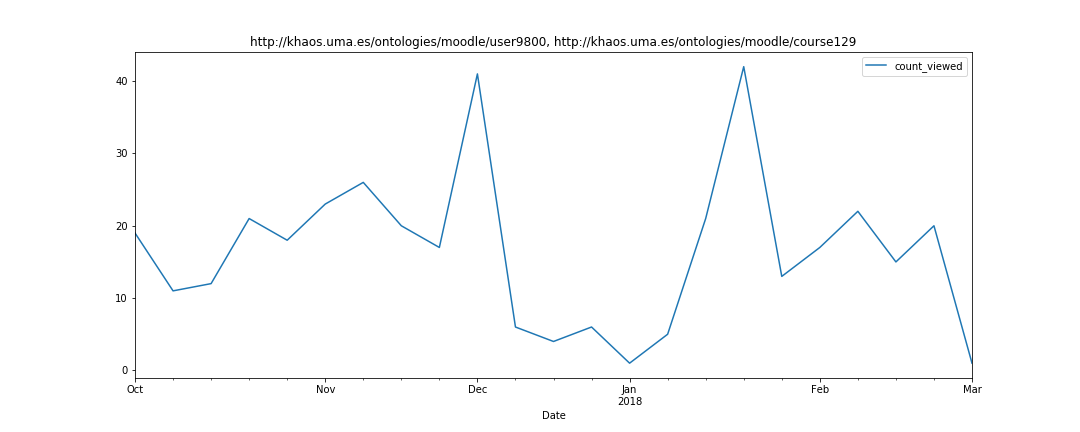 http://khaos.uma.es/ontologies/moodle/user9800, http://khaos.uma.es/ontologies/moodle/course129
count_viewed
40
30
20
10
0
Oct Nov Dec Jan Feb Mar
2018
Date